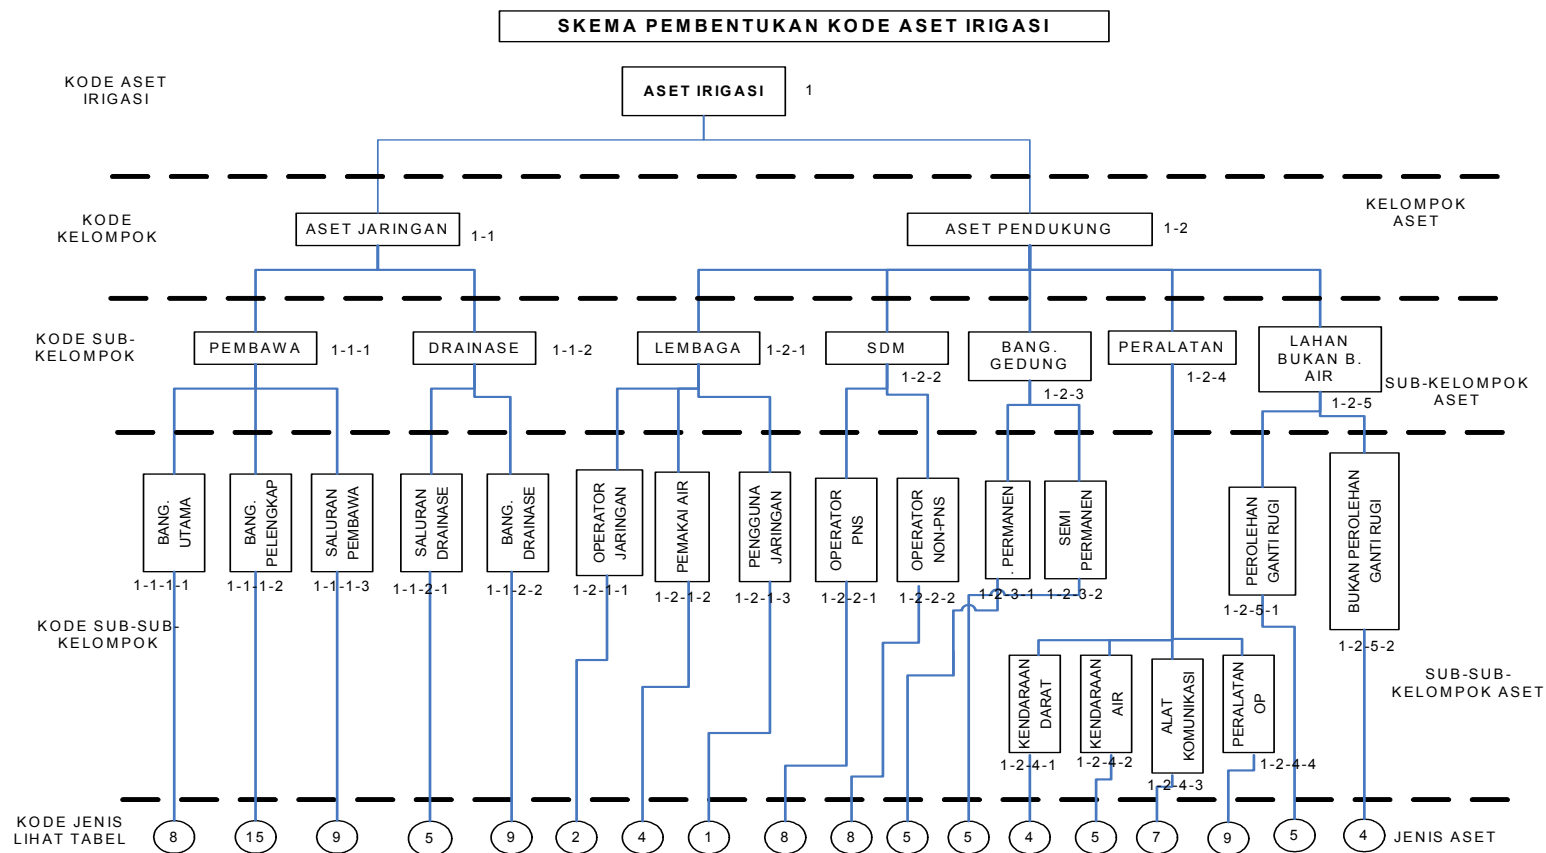 SKEMA PEMBENTUKAN KODE ASET IRIGASI
KODE ASET
IRIGASI
ASET IRIGASI
1
KODE
KELOMPOK
ASET JARINGAN
1-1
ASET PENDUKUNG
1-2
KELOMPOK
ASET
KODE SUB-
KELOMPOK
PEMBAWA
1-1-1
DRAINASE
1-1-2
LEMBAGA
1-2-1
SDM
1-2-2
BANG.
GEDUNG
1-2-3
PERALATAN
1-2-4
LAHAN
BUKAN B.
AIR
1-2-5
SUB-KELOMPOK
ASET
BANG.
UTAMA
1-1-1-1
BANG.
PELENGKAP
1-1-1-2
SALURAN
PEMBAWA
1-1-1-3
SALURAN
DRAINASE
1-1-2-1
BANG.
DRAINASE
1-1-2-2
OPERATOR
JARINGAN
1-2-1-1
PEMAKAI AIR
1-2-1-2
PENGGUNA
JARINGAN
1-2-1-3
OPERATOR
PNS
1-2-2-1
OPERATOR
NON-PNS
1-2-2-2
. PERMANEN
1-2-3-1
SEMI
PERMANEN
1-2-3-2
PEROLEHAN
GANTI RUGI
1-2-5-1
BUKAN PEROLEHAN
GANTI RUGI
1-2-5-2
KODE SUB-SUB-
KELOMPOK
KENDARAAN
DARAT
1-2-4-1
KENDARAAN
AIR
1-2-4-2
ALAT
KOMUNIKASI
1-2-4-3
PERALATAN
OP
1-2-4-4
SUB-SUB-
KELOMPOK ASET
KODE JENIS
LIHAT TABEL
8
15
9
5
9
2
4
1
8
8
5
5
4
5
7
9
5
4
JENIS ASET